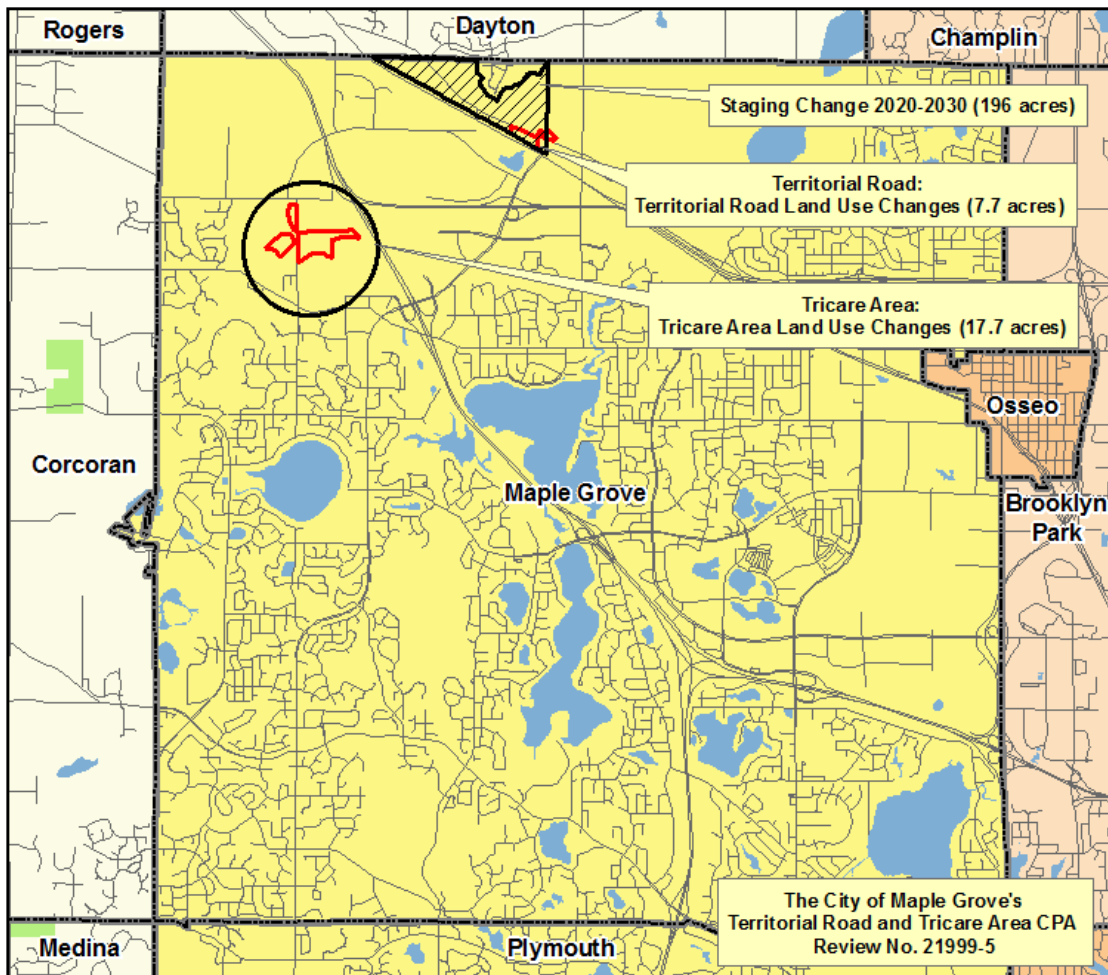 Rogers
Dayton
Champlin
Staging Change 2020-2030 (196 acres)
Territorial Road:
Territorial Road Land Use Changes (7.7 acres)
Tricare Area:
Tricare Area Land Use Changes (17.7 acres)
Osseo
Corcoran
Maple Grove
Brooklyn
Park
The City of Maple Grove's
Territorial Road and Tricare Area CPA
Review No. 21999-5
Medina
Plymouth